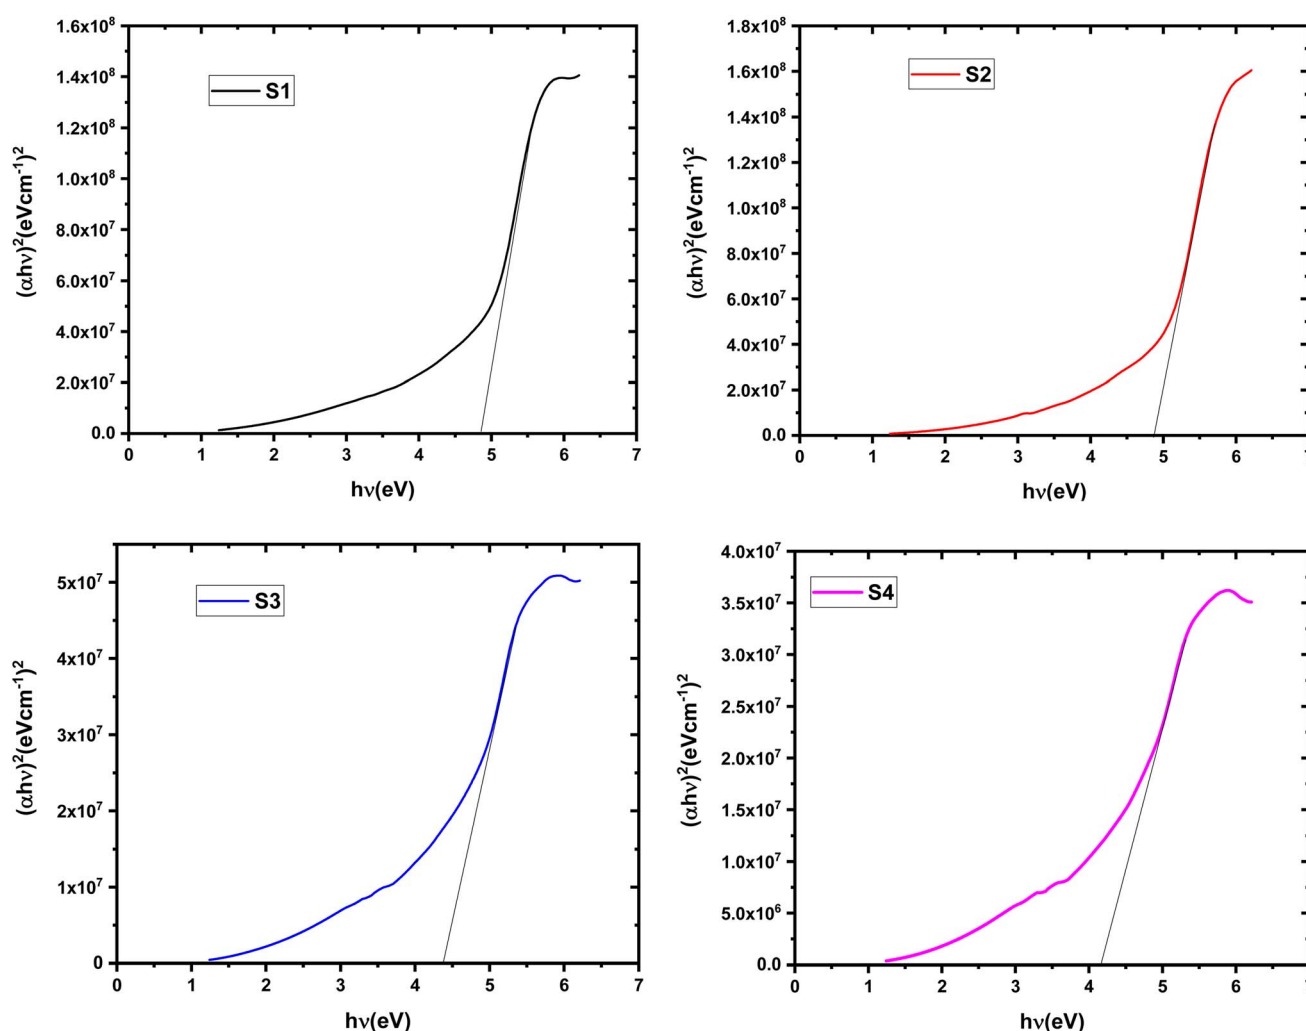 1.6x10⁸
1.4x10⁸
1.2x10⁸
1.0x10⁸
8.0x10⁷
6.0x10⁷
4.0x10⁷
2.0x10⁷
0.0
(αhν)²(eVcm⁻¹)²
S1
0 1 2 3 4 5 6 7
hν(eV)
1.8x10⁸
1.6x10⁸
1.4x10⁸
1.2x10⁸
1.0x10⁸
8.0x10⁷
6.0x10⁷
4.0x10⁷
2.0x10⁷
0.0
(αhν)²(eVcm⁻¹)²
S2
0 1 2 3 4 5 6
hν(eV)
5x10⁷
4x10⁷
3x10⁷
2x10⁷
1x10⁷
0
(αhν)²(eVcm⁻¹)²
S3
0 1 2 3 4 5 6 7
hν(eV)
4.0x10⁷
3.5x10⁷
3.0x10⁷
2.5x10⁷
2.0x10⁷
1.5x10⁷
1.0x10⁷
5.0x10⁶
0.0
(αhν)²(eVcm⁻¹)²
S4
0 1 2 3 4 5 6
hν(eV)